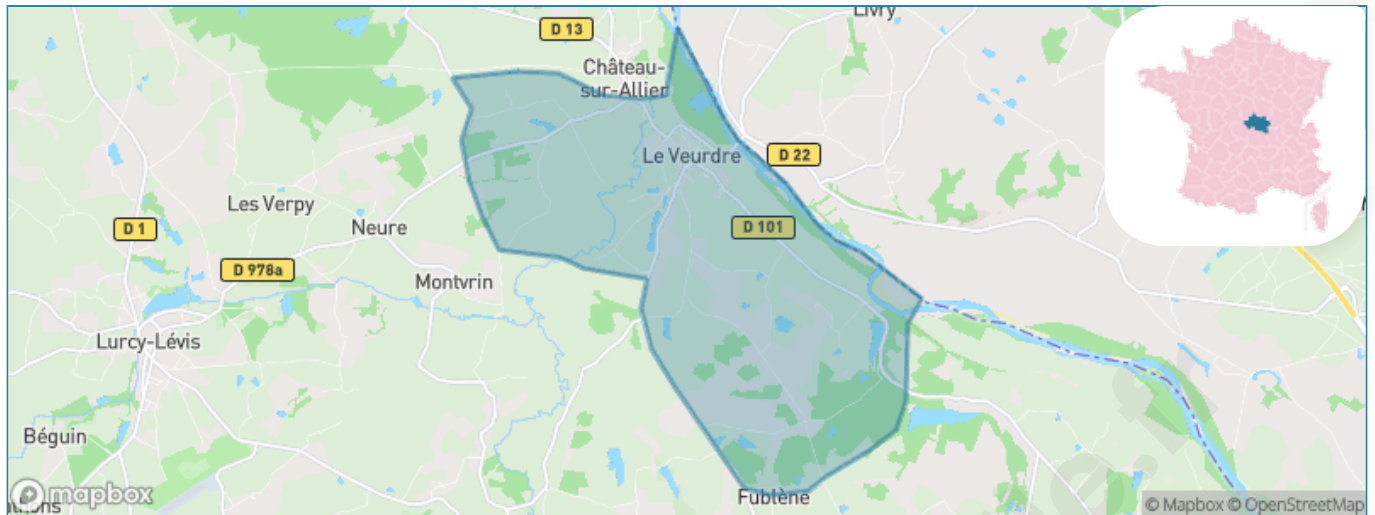 Livry
D 13
Château-
sur-Allier
Le Veurdre
D 22
Les Verpy
D 1
Neure
D 101
D 978a
Montvrin
Lurcy-Lévis
Béguin
mapbox
Fublène
© Mapbox © OpenStreetMap